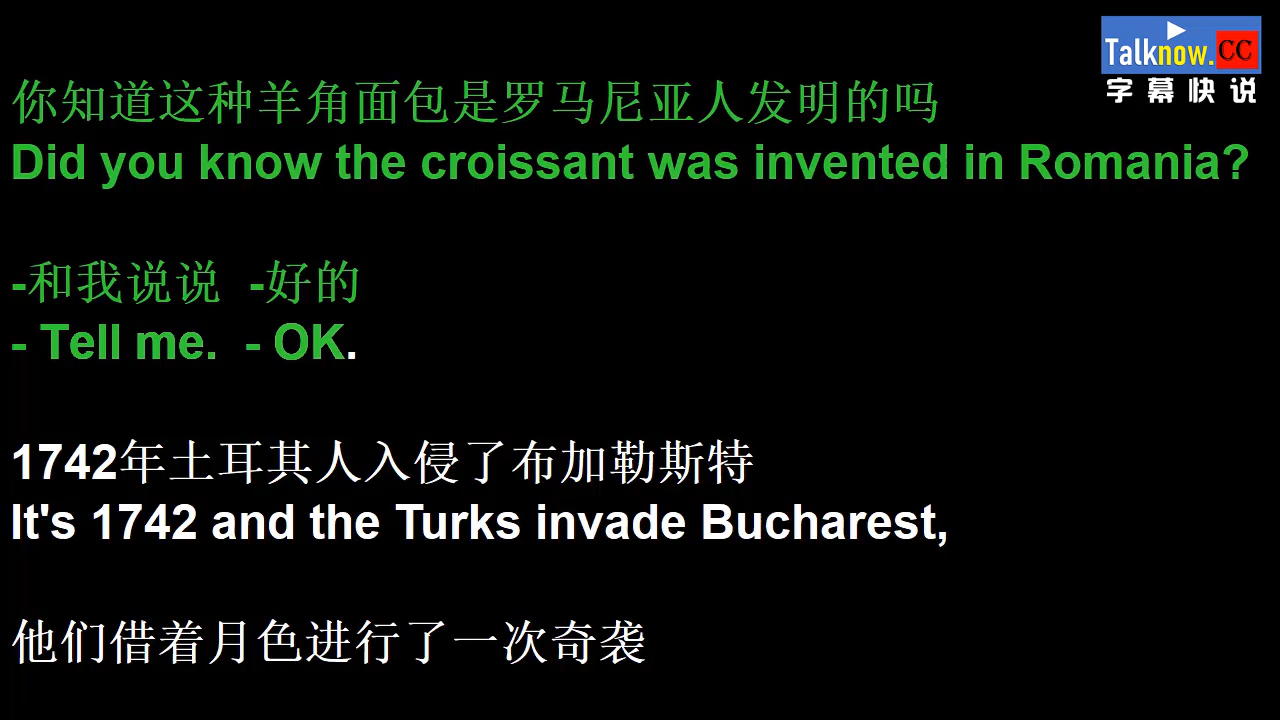 Talknow.CC
字幕快说
你知道这种羊角面包是罗马尼亚人发明的吗
Did you know the croissant was invented in Romania?
-和我说说 -好的
- Tell me. - OK.
1742年土耳其人入侵了布加勒斯特
It's 1742 and the Turks invade Bucharest,
他们借着月色进行了一次奇袭